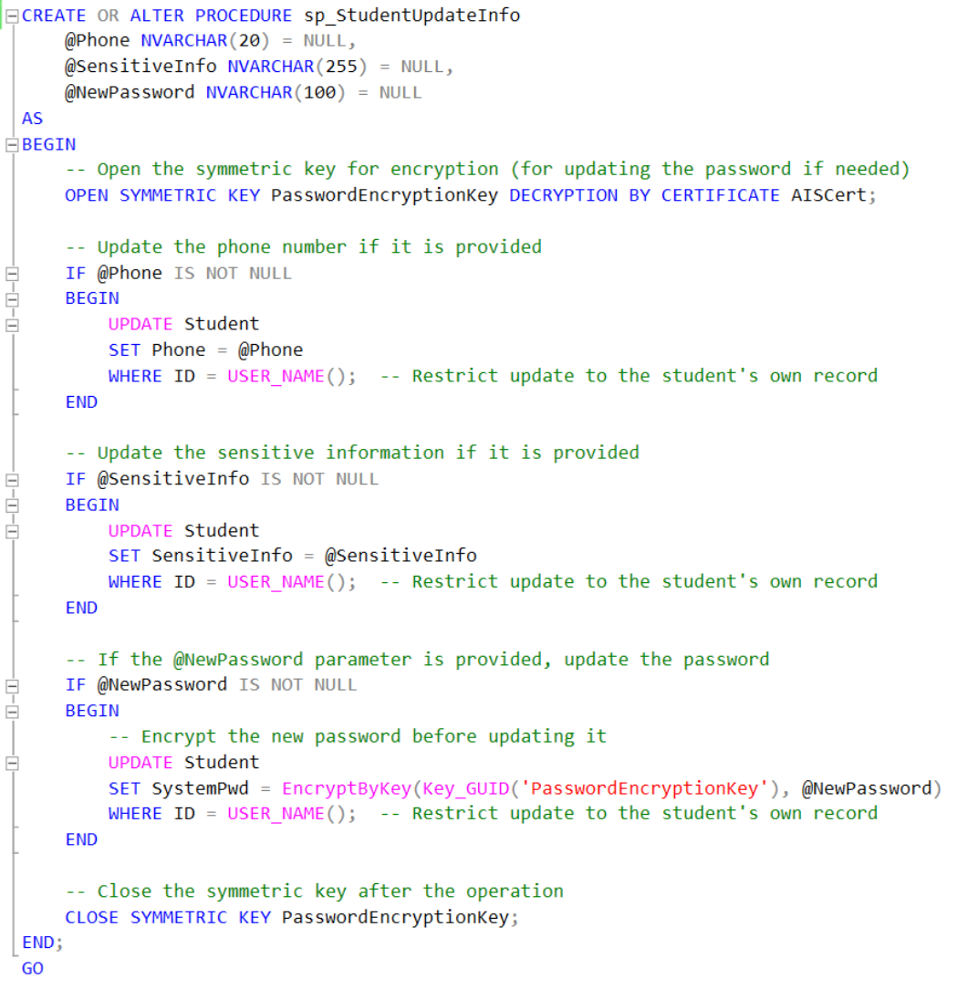 CREATE OR ALTER PROCEDURE sp_StudentUpdateInfo
    @Phone NVARCHAR(20) = NULL,
    @SensitiveInfo NVARCHAR(255) = NULL,
    @NewPassword NVARCHAR(100) = NULL
AS
BEGIN
    -- Open the symmetric key for encryption (for updating the password if needed)
    OPEN SYMMETRIC KEY PasswordEncryptionKey DECRYPTION BY CERTIFICATE AISCert;
    -- Update the phone number if it is provided
    IF @Phone IS NOT NULL
    BEGIN
        UPDATE Student
        SET Phone = @Phone
        WHERE ID = USER_NAME();  -- Restrict update to the student's own record
    END
    -- Update the sensitive information if it is provided
    IF @SensitiveInfo IS NOT NULL
    BEGIN
        UPDATE Student
        SET SensitiveInfo = @SensitiveInfo
        WHERE ID = USER_NAME();  -- Restrict update to the student's own record
    END
    -- If the @NewPassword parameter is provided, update the password
    IF @NewPassword IS NOT NULL
    BEGIN
        -- Encrypt the new password before updating it
        UPDATE Student
        SET SystemPwd = EncryptByKey(Key_GUID('PasswordEncryptionKey'), @NewPassword)
        WHERE ID = USER_NAME();  -- Restrict update to the student's own record
    END
    -- Close the symmetric key after the operation
    CLOSE SYMMETRIC KEY PasswordEncryptionKey;
END;
GO